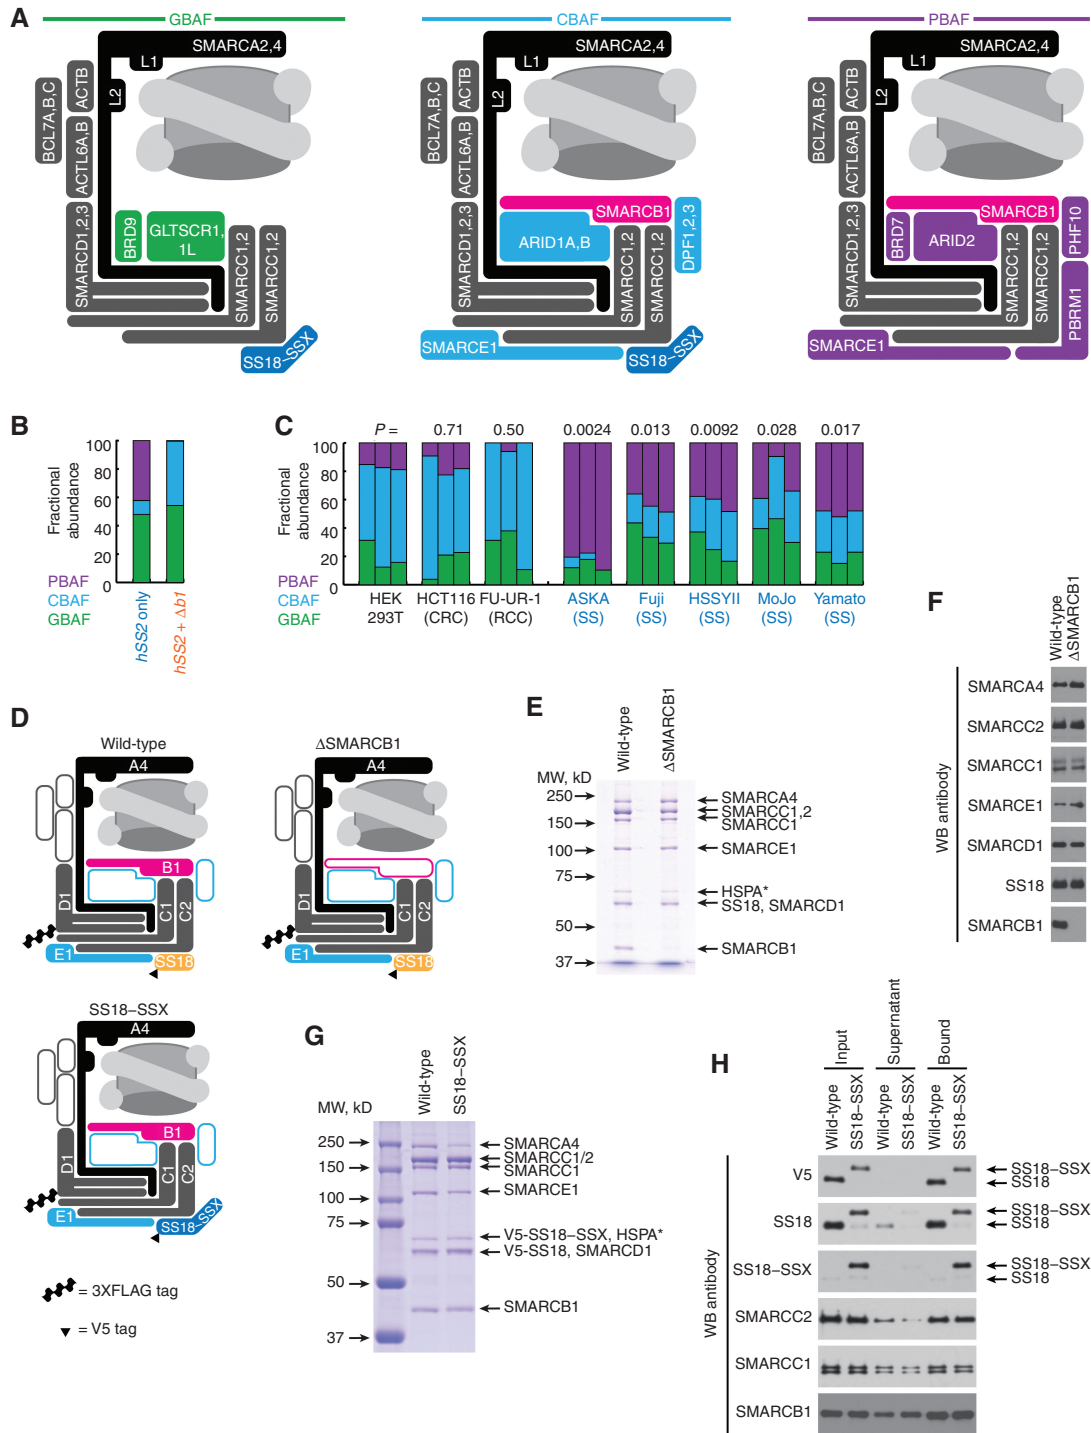 A
GBAF
CBAF
PBAF
SMARCA2,4
L1
L2
BCL7A,B,C
ACTB
ACTL6A,B
SMARCD1,2,3
BRD9
GLTSCR1,
1L
SMARCC1,2
SMARCC1,2
SS18–SSX
SMARCA2,4
L1
L2
BCL7A,B,C
ACTB
ACTL6A,B
SMARCD1,2,3
SMARCB1
ARID1A,B
DPF1,2,3
SMARCC1,2
SMARCC1,2
SMARCE1
SS18–SSX
SMARCA2,4
L1
L2
BCL7A,B,C
ACTB
ACTL6A,B
SMARCD1,2,3
SMARCB1
BRD7
ARID2
PHF10
SMARCC1,2
SMARCC1,2
PBRM1
SMARCE1
B
Fractional
abundance
100
80
60
40
20
0
PBAF
CBAF
GBAF
hSS2 only
hSS2 + Δb1
C
P = 0.71 0.50 0.0024 0.013 0.0092 0.028 0.017
Fractional
abundance
100
80
60
40
20
0
PBAF
CBAF
GBAF
HEK
293T
HCT116
(CRC)
FU-UR-1
(RCC)
ASKA
(SS)
Fuji
(SS)
HSSYII
(SS)
MoJo
(SS)
Yamato
(SS)
D
Wild-type
A4
B1
D1
C1
C2
E1
SS18
ΔSMARCB1
A4
D1
C1
C2
E1
SS18
SS18–SSX
A4
B1
D1
C1
C2
E1
SS18–SSX
= 3XFLAG tag
= V5 tag
E
Wild-type
ΔSMARCB1
MW, kD
250
150
100
75
50
37
SMARCA4
SMARCC1,2
SMARCC1
SMARCE1
HSPA*
SS18, SMARCD1
SMARCB1
F
Wild-type
ΔSMARCB1
WB antibody
SMARCA4
SMARCC2
SMARCC1
SMARCE1
SMARCD1
SS18
SMARCB1
G
Wild-type
SS18–SSX
MW, kD
250
150
100
75
50
37
SMARCA4
SMARCC1/2
SMARCC1
SMARCE1
V5-SS18–SSX, HSPA*
V5-SS18, SMARCD1
SMARCB1
H
Input
Supernatant
Bound
Wild-type
SS18–SSX
Wild-type
SS18–SSX
Wild-type
SS18–SSX
WB antibody
V5
SS18–SSX
SS18
SS18
SS18–SSX
SS18
SS18–SSX
SS18–SSX
SS18
SMARCC2
SMARCC1
SMARCB1